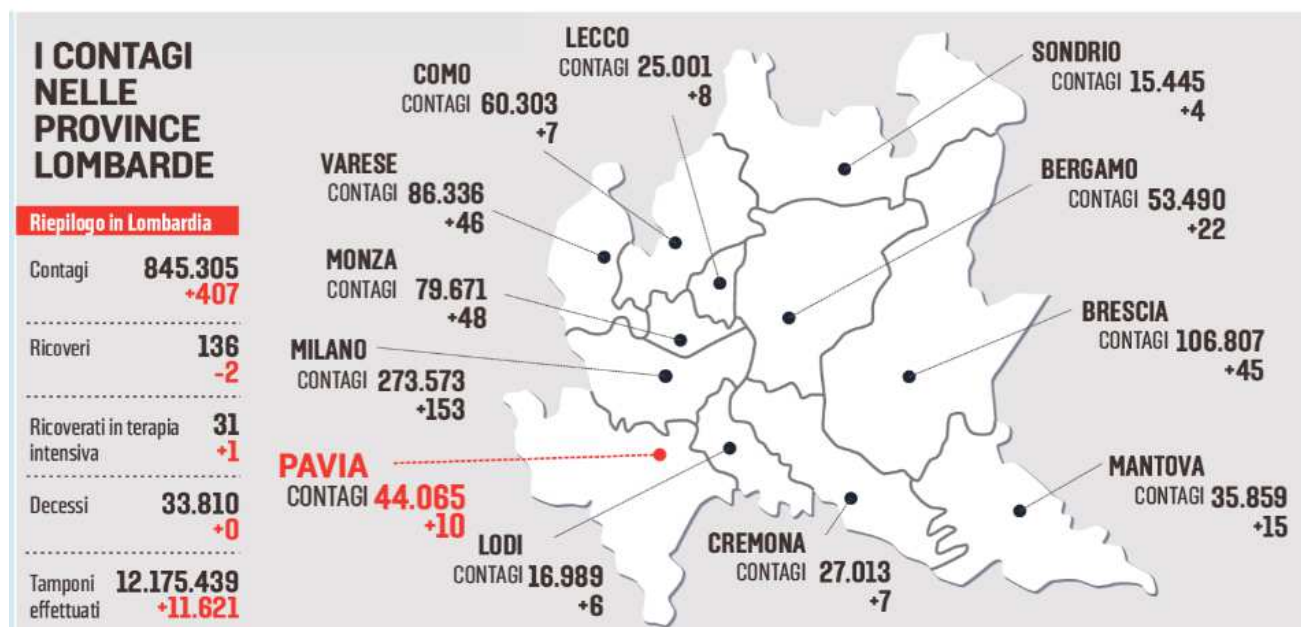 I CONTAGI
NELLE
PROVINCE
LOMBARDE
Riepilogo in Lombardia
Contagi 845.305
+407
Ricoveri 136
-2
Ricoverati in terapia
intensiva 31
+1
Decessi 33.810
+0
Tamponi
effettuati 12.175.439
+11.621
LECCO
CONTAGI 25.001
+8
COMO
CONTAGI 60.303
+7
VARESE
CONTAGI 86.336
+46
MONZA
CONTAGI 79.671
+48
MILANO
CONTAGI 273.573
+153
PAVIA
CONTAGI 44.065
+10
LODI
CONTAGI 16.989
+6
CREMONA
CONTAGI 27.013
+7
SONDRIO
CONTAGI 15.445
+4
BERGAMO
CONTAGI 53.490
+22
BRESCIA
CONTAGI 106.807
+45
MANTOVA
CONTAGI 35.859
+15